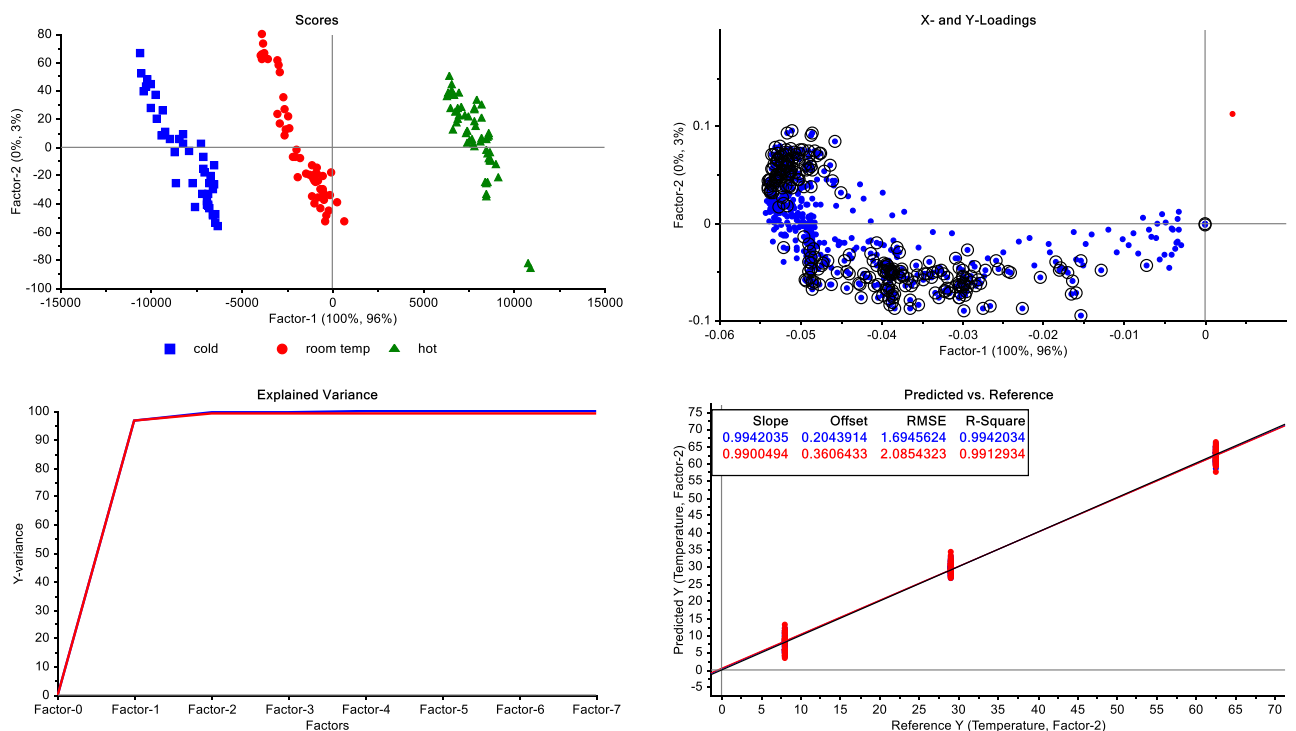 Scores
80
60
40
20
0
-20
-40
-60
-80
-100
Factor-2 (0%, 3%)
-15000 -10000 -5000 0 5000 10000 15000
Factor-1 (100%, 96%)
cold room temp hot
X- and Y-Loadings
0.1
0
-0.1
Factor-2 (0%, 3%)
-0.06 -0.05 -0.04 -0.03 -0.02 -0.01 0
Factor-1 (100%, 96%)
Explained Variance
100
90
80
70
60
50
40
30
20
10
0
Y-variance
Factor-0 Factor-1 Factor-2 Factor-3 Factor-4 Factor-5 Factor-6 Factor-7
Factors
Predicted vs. Reference
Slope Offset RMSE R-Square
0.9942035 0.2043914 1.6945624 0.9942034
0.9900494 0.3606433 2.0854323 0.9912934
75
70
65
60
55
50
45
40
35
30
25
20
15
10
5
0
-5
Predicted Y (Temperature, Factor-2)
0 5 10 15 20 25 30 35 40 45 50 55 60 65 70
Reference Y (Temperature, Factor-2)